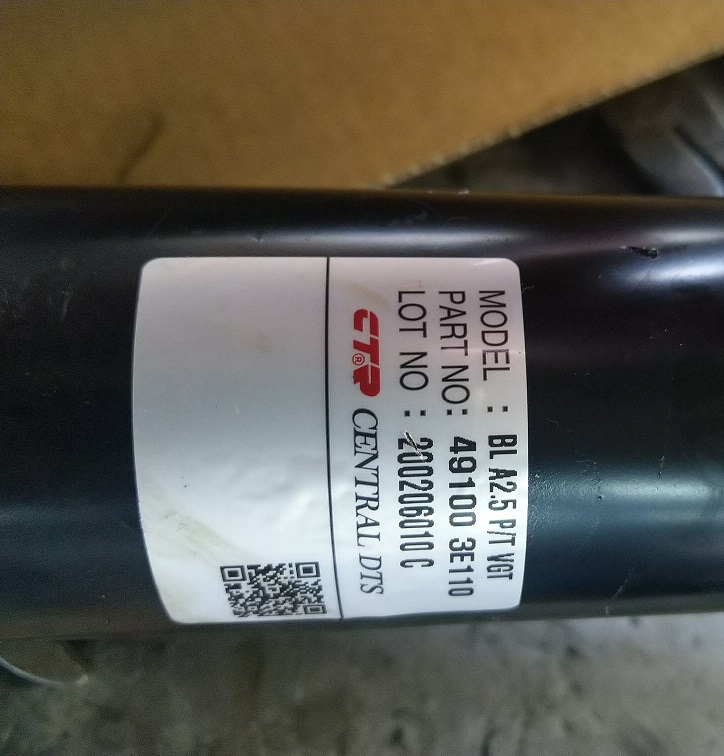 MODEL : BL A2.5 P/T VGT
PART NO: 49100 3E110
LOT NO : 200206010 C
CTR® CENTRAL DTS